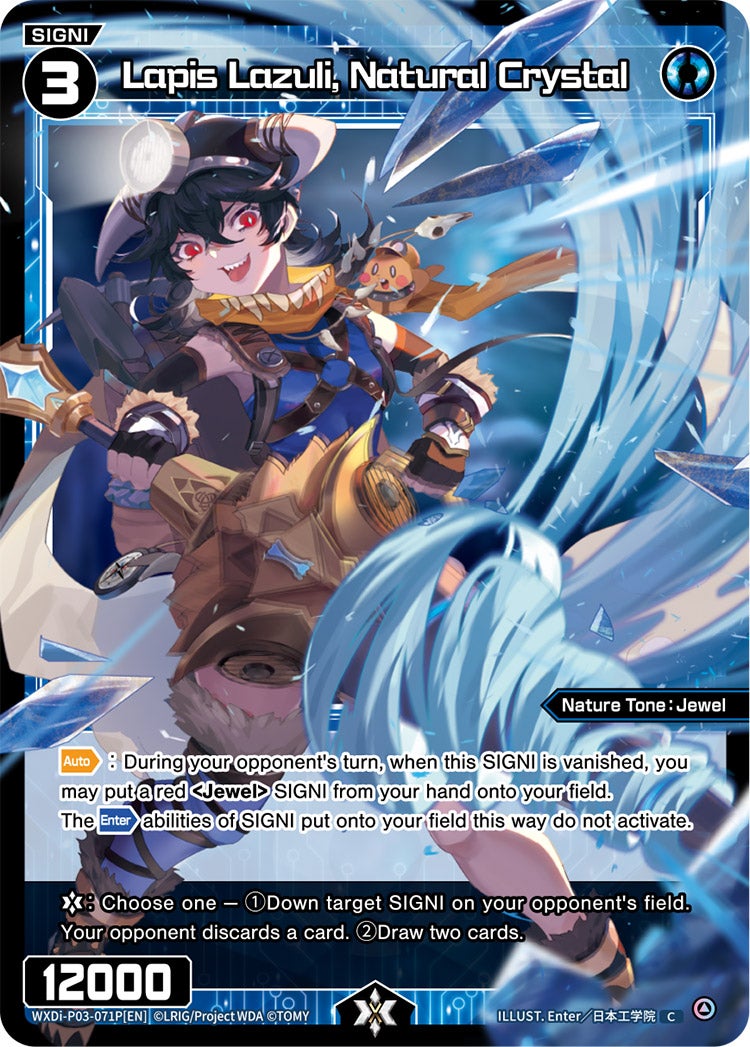 SIGNI
3
Lapis Lazuli, Natural Crystal
Nature Tone：Jewel
Auto：During your opponent's turn, when this SIGNI is vanished, you
may put a red <Jewel> SIGNI from your hand onto your field.
The Enter abilities of SIGNI put onto your field this way do not activate.
：Choose one — ①Down target SIGNI on your opponent's field.
Your opponent discards a card. ②Draw two cards.
12000
WXDi-P03-071P[EN] ©LRIG/Project WDA ©TOMY
ILLUST. Enter／日本工学院 C